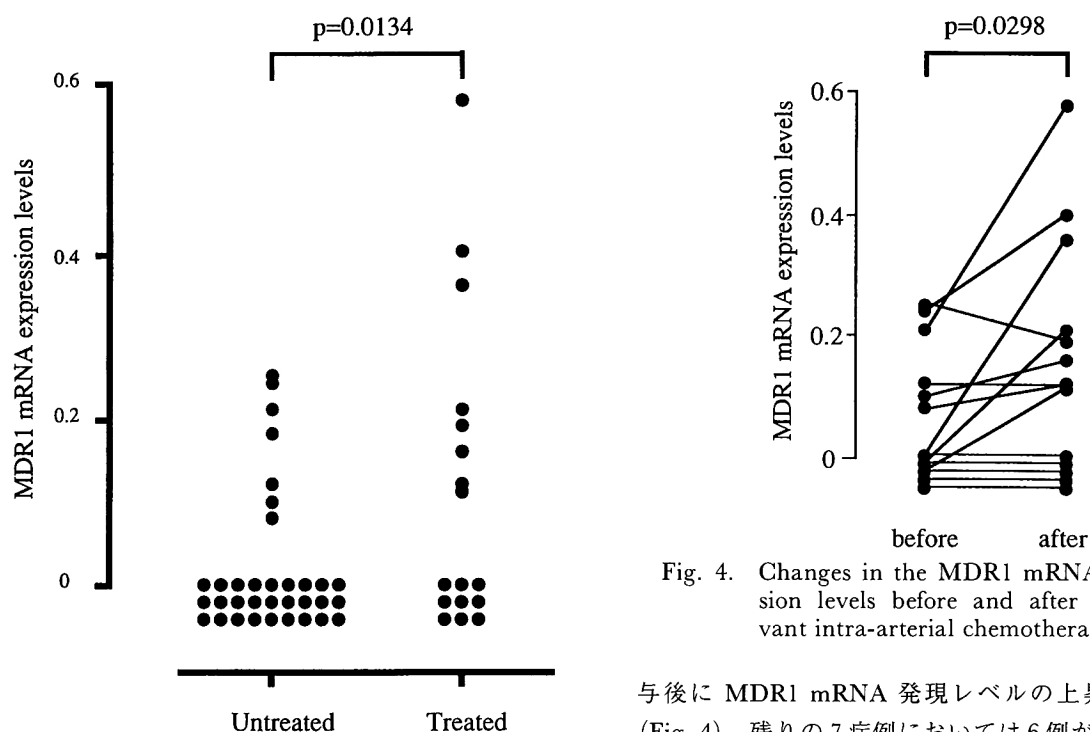 p=0.0134
0.6
0.4
0.2
0
MDR1 mRNA expression levels
Untreated
Treated
p=0.0298
0.6
0.4
0.2
0
MDR1 mRNA expression levels
before
after
Fig. 4. Changes in the MDR1 mRNA
sion levels before and after
vant intra-arterial chemothera
与後に MDR1 mRNA 発現レベルの上
(Fig. 4). 残りの7症例においては6例が